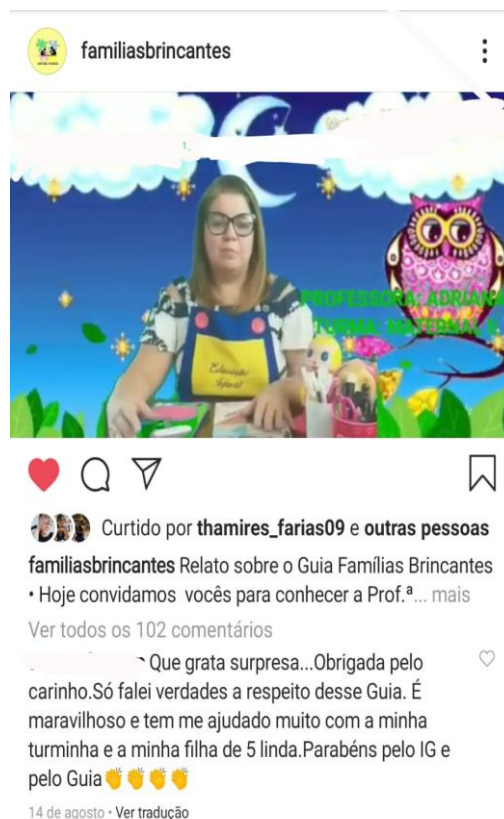 familiasbrincantes
PROFESSORA: ADRIAN
TURMA: MATERNAL
Educação
Infantil
Curtido por thamires_farias09 e outras pessoas
familiasbrincantes Relato sobre o Guia Famílias Brincantes
• Hoje convidamos vocês para conhecer a Prof.ª... mais
Ver todos os 102 comentários
Que grata surpresa...Obrigada pelo
carinho.Só falei verdades a respeito desse Guia. É
maravilhoso e tem me ajudado muito com a minha
turminha e a minha filha de 5 linda.Parabéns pelo IG e
pelo Guia👏👏👏👏
14 de agosto • Ver tradução